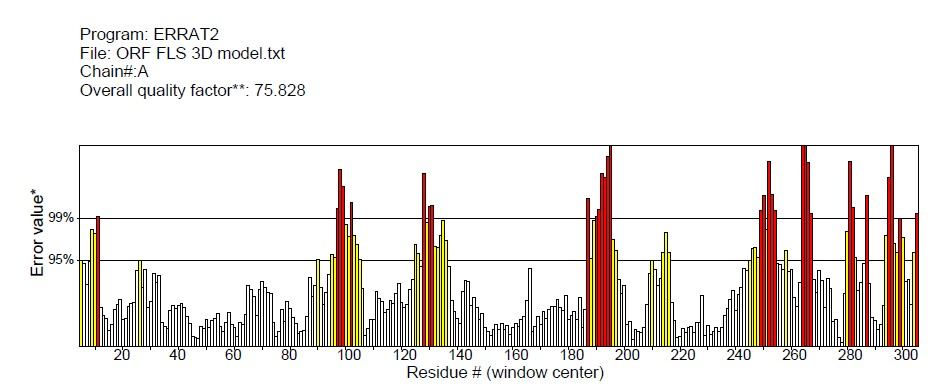 Program: ERRAT2
File: ORF FLS 3D model.txt
Chain#:A
Overall quality factor**: 75.828
Error value*
99%
95%
20 40 60 80 100 120 140 160 180 200 220 240 260 280 300
Residue # (window center)